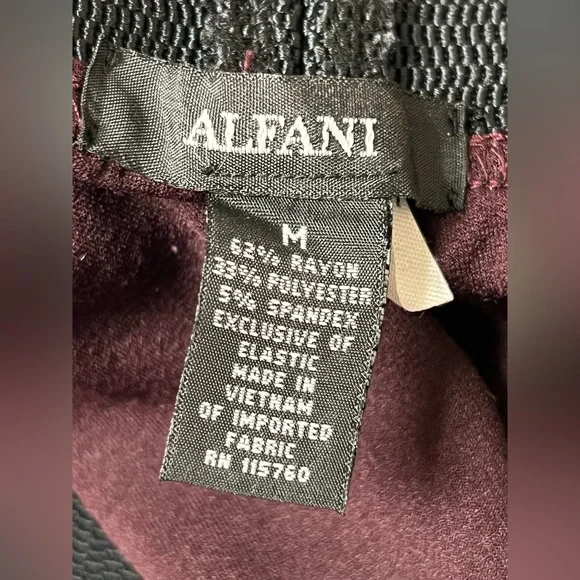 ALFANI
M
62% RAYON
33% POLYESTER
5% SPANDEX
EXCLUSIVE OF
ELASTIC
MADE IN
VIETNAM
OF IMPORTED
FABRIC
RN 115760